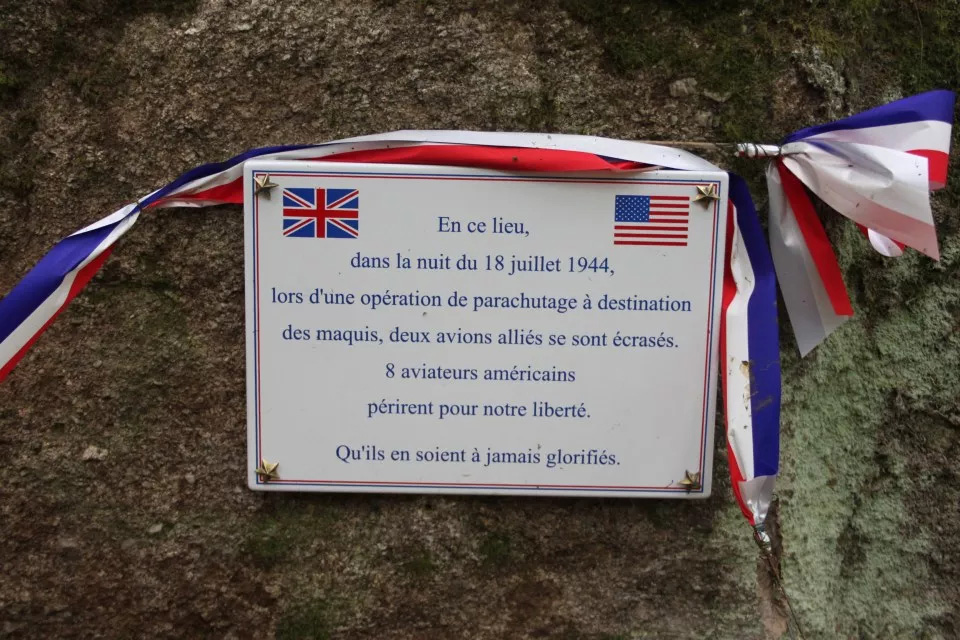 En ce lieu,
dans la nuit du 18 juillet 1944,
lors d'une opération de parachutage à destination
des maquis, deux avions alliés se sont écrasés.
8 aviateurs américains
périrent pour notre liberté.
Qu'ils en soient à jamais glorifiés.